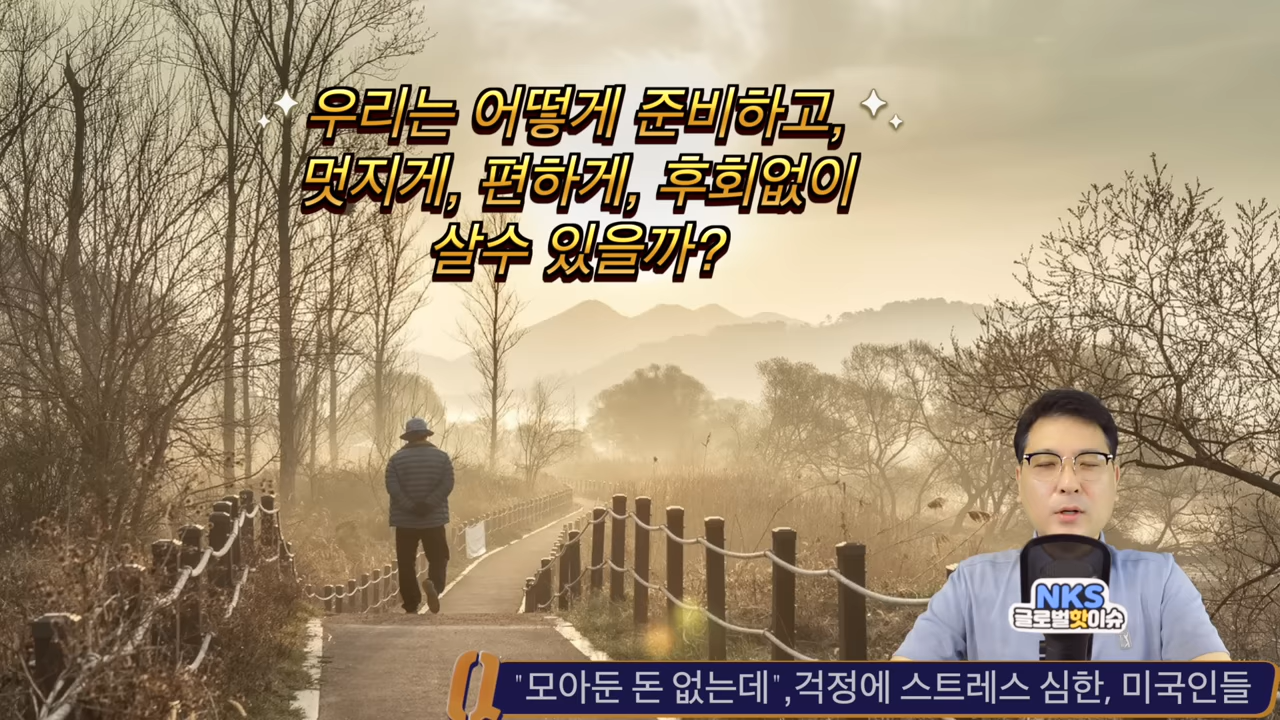 우리는 어떻게 준비하고,
멋지게, 편하게, 후회없이
살수 있을까?
NKS
글로벌핫이슈
"모아둔 돈 없는데",걱정에 스트레스 심한, 미국인들